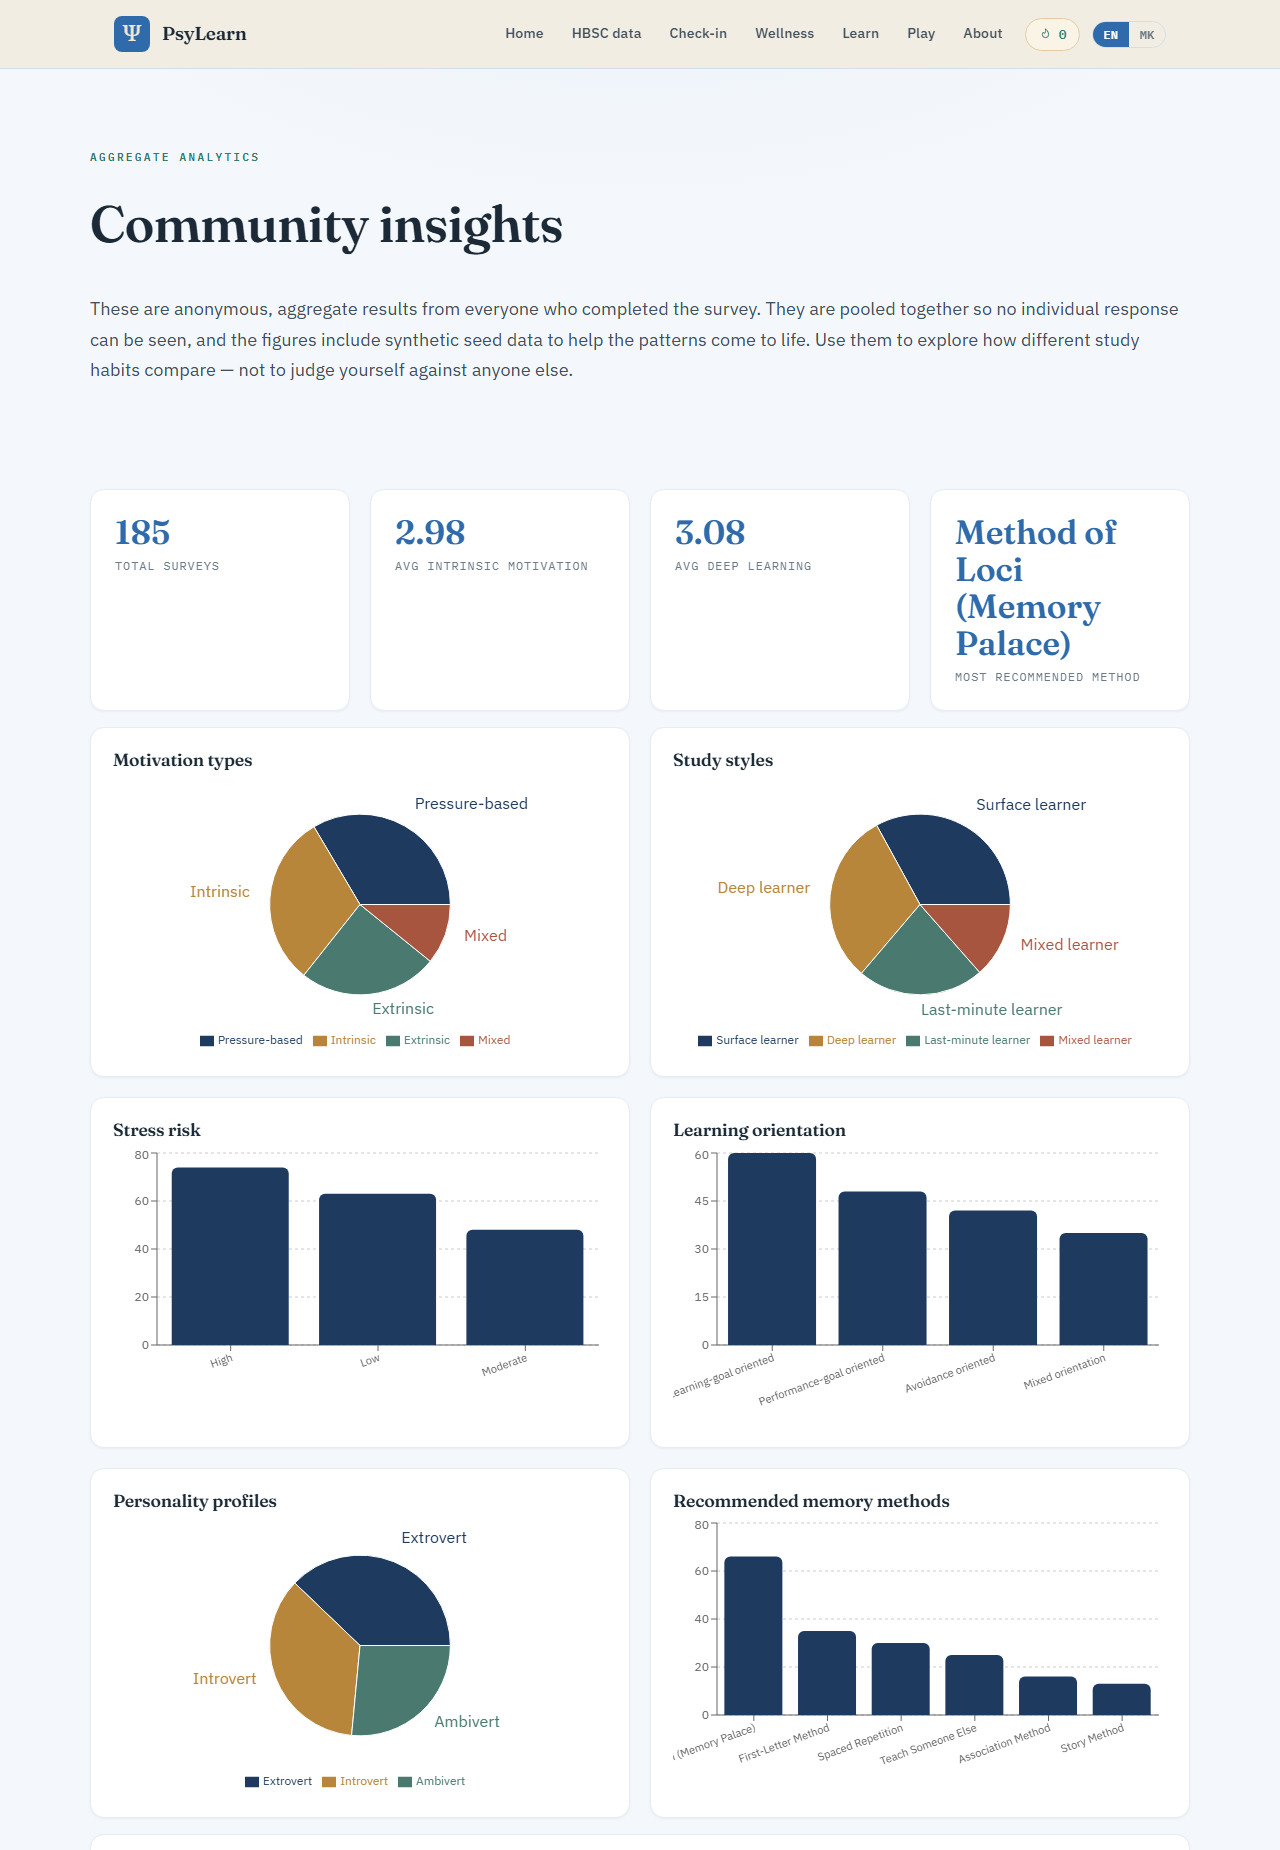 Ψ PsyLearn
Home HBSC data Check-in Wellness Learn Play About 0 EN MK
AGGREGATE ANALYTICS
Community insights
These are anonymous, aggregate results from everyone who completed the survey. They are pooled together so no individual response
can be seen, and the figures include synthetic seed data to help the patterns come to life. Use them to explore how different study
habits compare — not to judge yourself against anyone else.
185
TOTAL SURVEYS
2.98
AVG INTRINSIC MOTIVATION
3.08
AVG DEEP LEARNING
Method of
Loci
(Memory
Palace)
MOST RECOMMENDED METHOD
Motivation types
Pressure-based
Intrinsic
Mixed
Extrinsic
Pressure-based Intrinsic Extrinsic Mixed
Study styles
Surface learner
Deep learner
Mixed learner
Last-minute learner
Surface learner Deep learner Last-minute learner Mixed learner
Stress risk
80
60
40
20
0
High Low Moderate
Learning orientation
60
45
30
15
0
earning-goal oriented Performance-goal oriented Avoidance oriented Mixed orientation
Personality profiles
Extrovert
Introvert
Ambivert
Extrovert Introvert Ambivert
Recommended memory methods
80
60
40
20
0
(Memory Palace) First-Letter Method Spaced Repetition Teach Someone Else Association Method Story Method